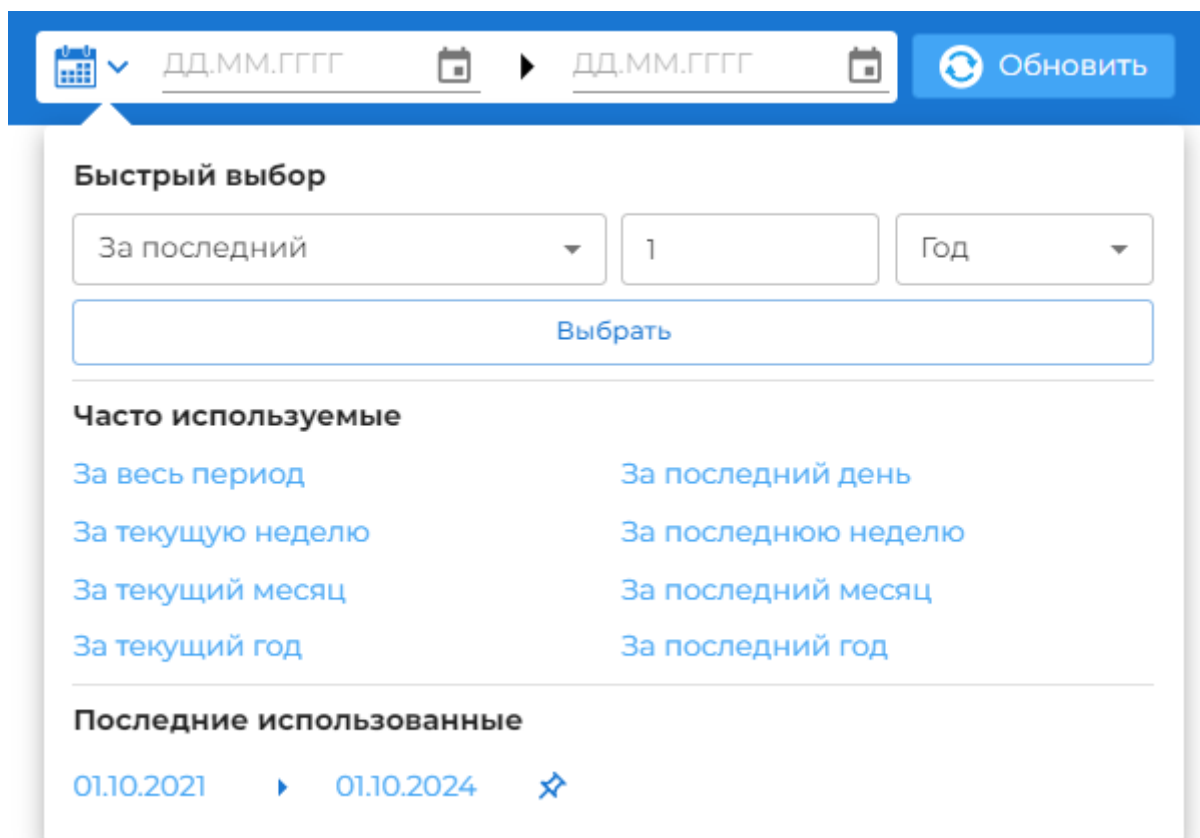 ДД.ММ.ГГГГ ДД.ММ.ГГГГ Обновить
Быстрый выбор
За последний 1 Год
Выбрать
Часто используемые
За весь период За последний день
За текущую неделю За последнюю неделю
За текущий месяц За последний месяц
За текущий год За последний год
Последние использованные
01.10.2021 01.10.2024